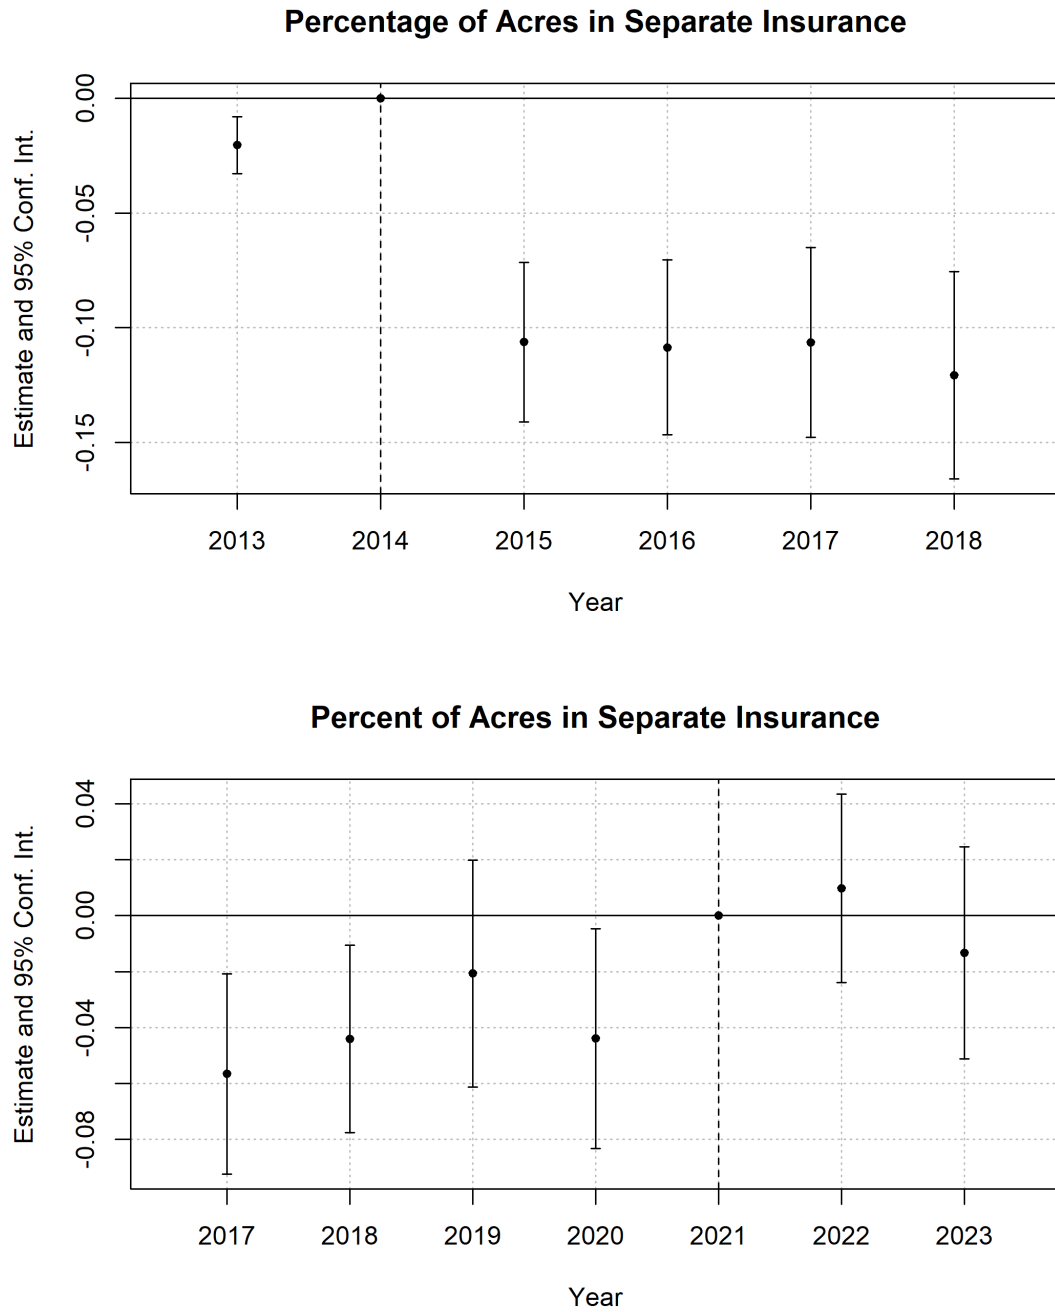 Percentage of Acres in Separate Insurance
Estimate and 95% Conf. Int.
0.00
-0.05
-0.10
-0.15
2013 2014 2015 2016 2017 2018
Year
Percent of Acres in Separate Insurance
Estimate and 95% Conf. Int.
0.04
0.00
-0.04
-0.08
2017 2018 2019 2020 2021 2022 2023
Year